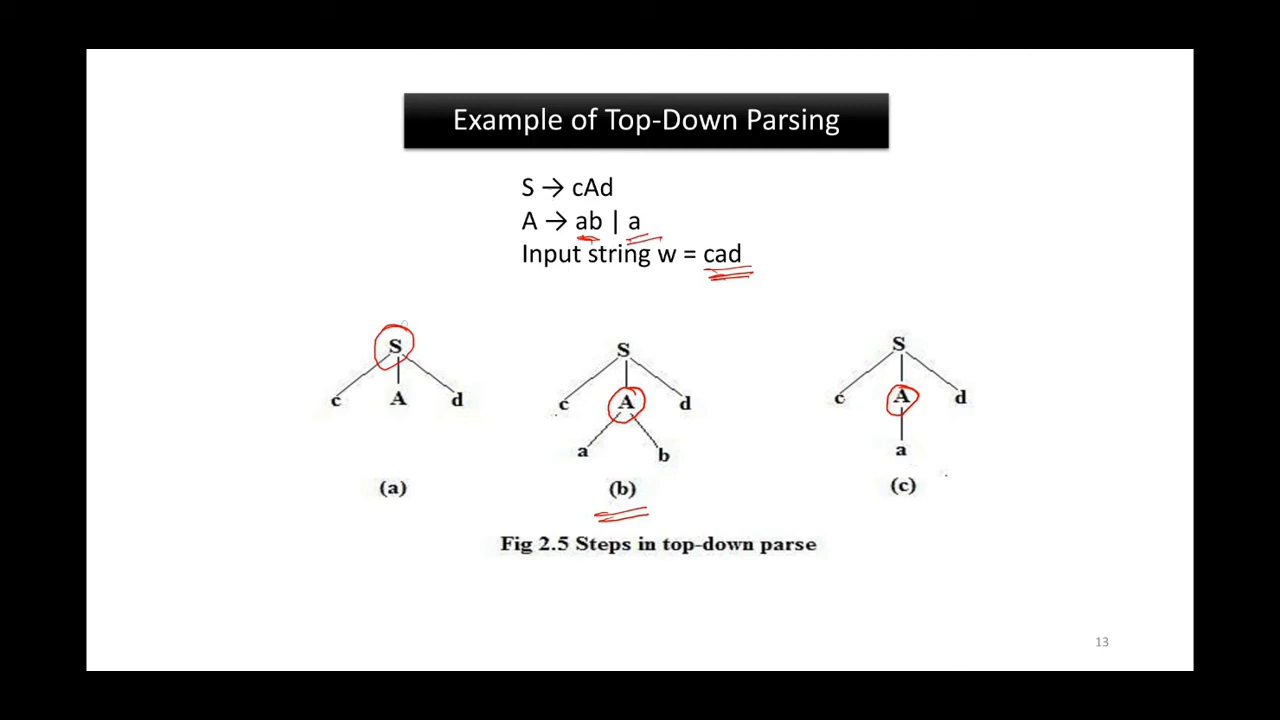 Example of Top-Down Parsing
S → cAd
A → ab | a
Input string w = cad
S
c A d
(a)
S
c A d
a b
(b)
S
c A d
a
(c)
Fig 2.5 Steps in top-down parse
13